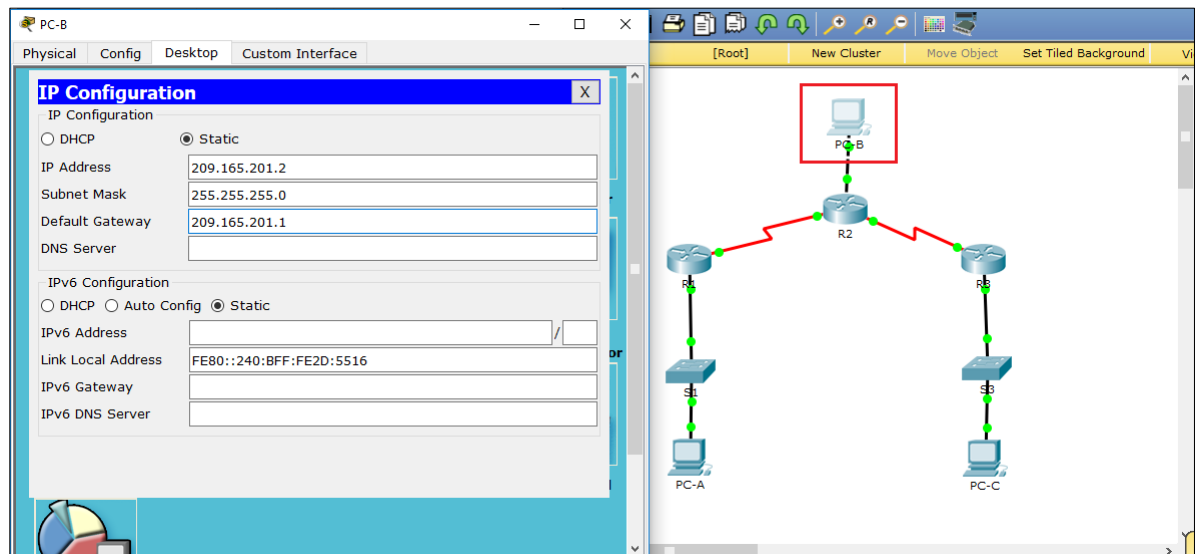 PC-B
Physical Config Desktop Custom Interface
IP Configuration X
IP Configuration
DHCP Static
IP Address 209.165.201.2
Subnet Mask 255.255.255.0
Default Gateway 209.165.201.1
DNS Server
IPv6 Configuration
DHCP Auto Config Static
IPv6 Address /
Link Local Address FE80::240:BFF:FE2D:5516
IPv6 Gateway
IPv6 DNS Server
[Root] New Cluster Move Object Set Tiled Background
PC-B
R2
R1
R3
S1
S3
PC-A
PC-C